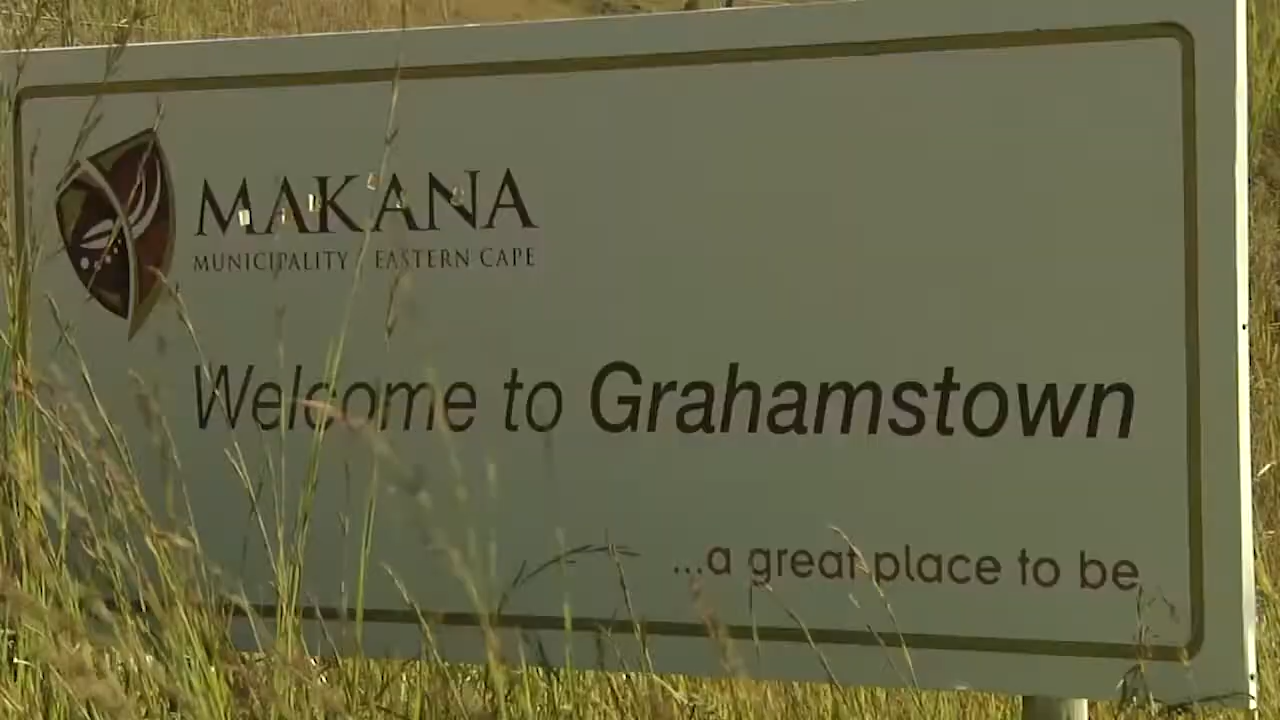 MAKANA
MUNICIPALITY EASTERN CAPE
Welcome to Grahamstown
...a great place to be